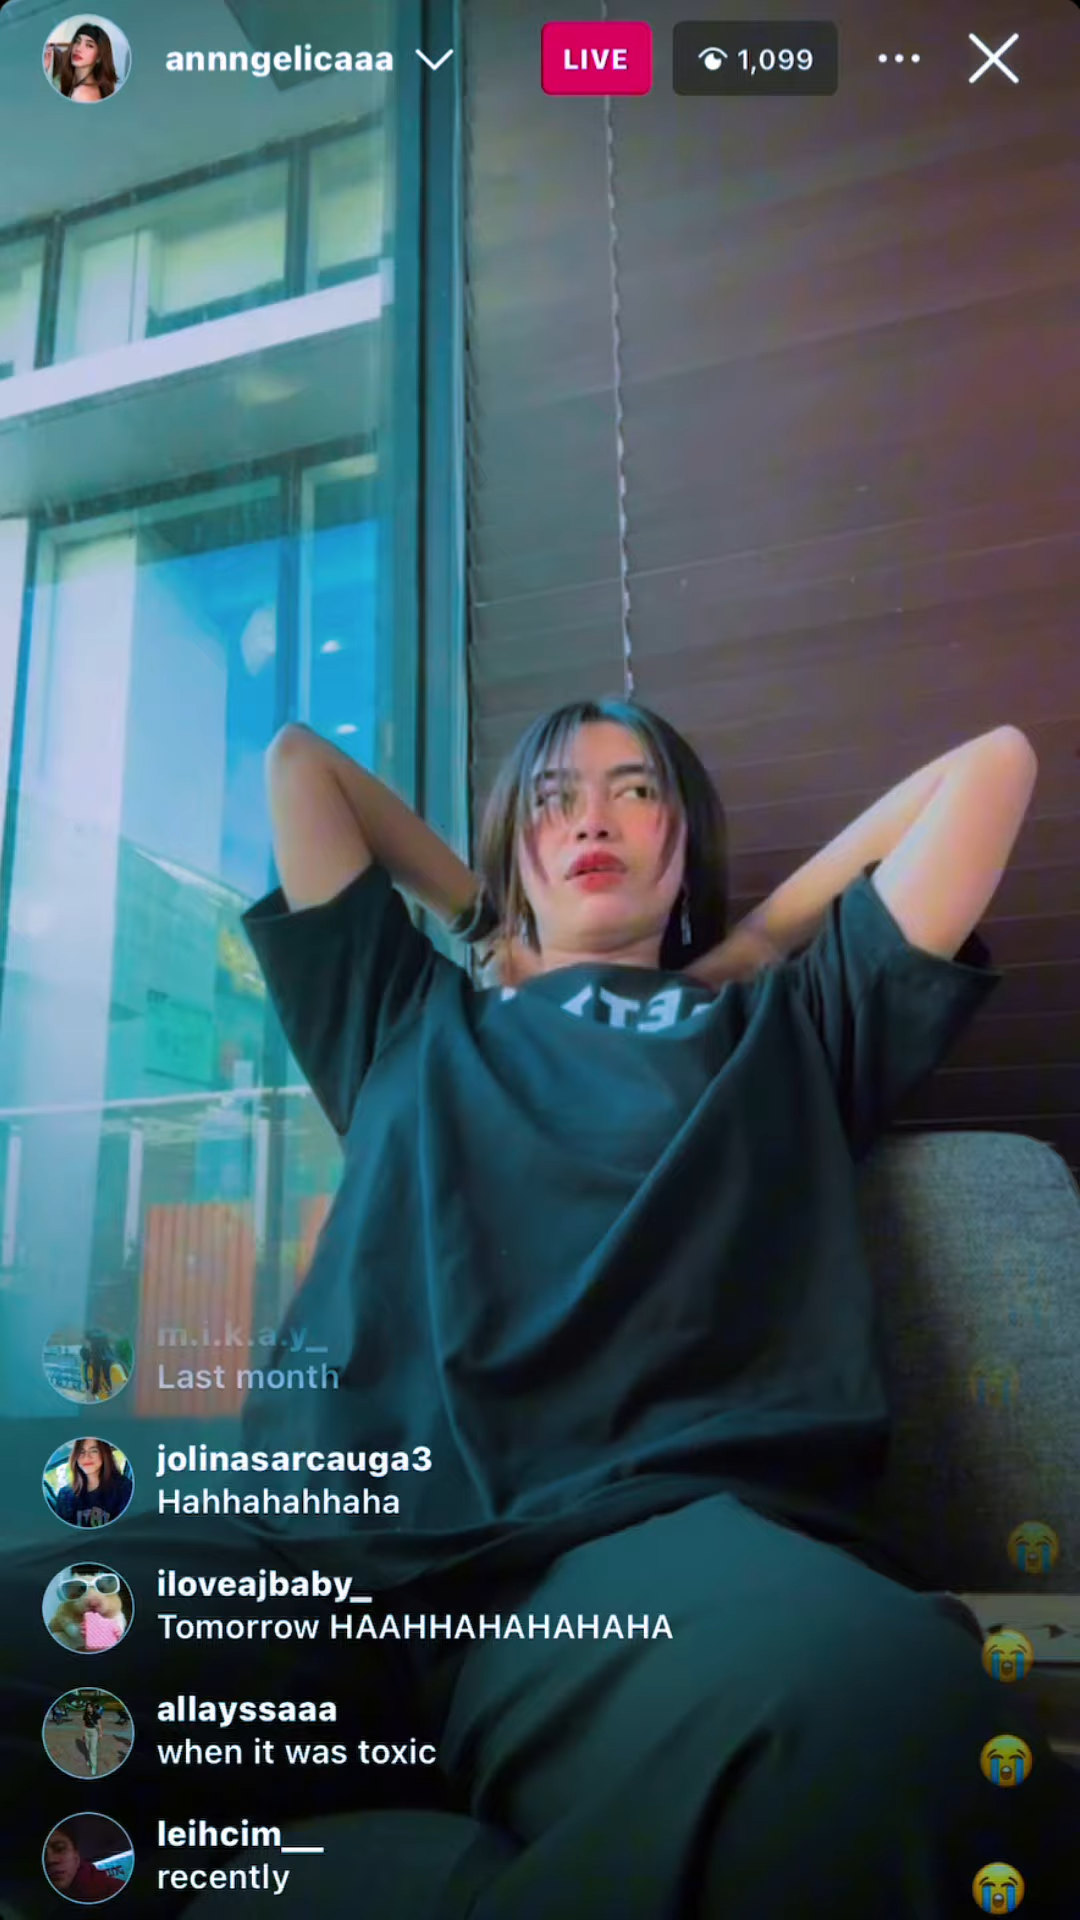 annngelicaaa
LIVE
1,099
m.i.k.a.y_
Last month
jolinasarcauga3
Hahhahahhaha
iloveajbaby_
Tomorrow HAAHHAHAHAHAHA
allayssaaa
when it was toxic
leihcim__
recently